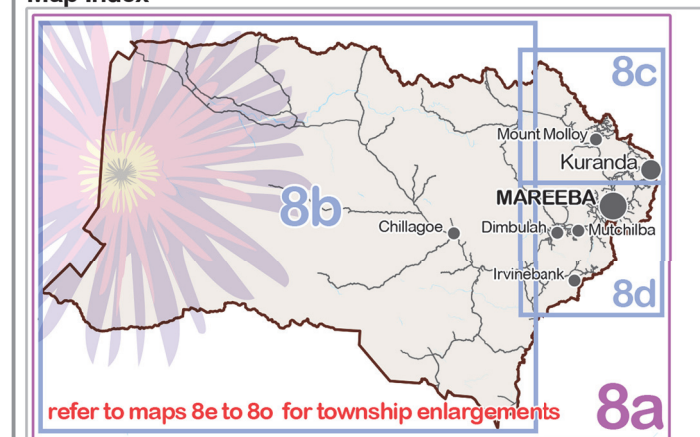 Map Index
8c
Mount Molloy
Kuranda
MAREEBA
8b
Chillagoe
Dimbulah
Mutchilba
Irvinebank
8d
refer to maps 8e to 8o for township enlargements
8a